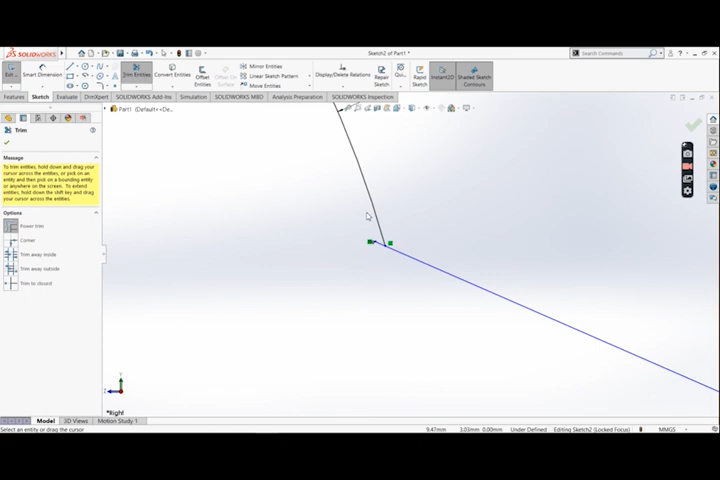 SOLIDWORKS
Sketch2 of Part1 *
Search Commands
Exit...
Smart Dimension
Trim Entities
Convert Entities
Offset Entities
Offset On Surface
Mirror Entities
Linear Sketch Pattern
Move Entities
Display/Delete Relations
Repair Sketch
Qui...
Rapid Sketch
Instant2D
Shaded Sketch Contours
Features
Sketch
Evaluate
DimXpert
SOLIDWORKS Add-Ins
Simulation
SOLIDWORKS MBD
Analysis Preparation
SOLIDWORKS Inspection
Part1 (Default<<De...
Trim
Message
To trim entities, hold down and drag your
cursor across the entities, or pick on an
entity and then pick on a bounding entity
or anywhere on the screen. To extend
entities, hold the shift key and drag
your cursor across the entities.
Options
Power trim
Corner
Trim away inside
Trim away outside
Trim to closest
Y
Z
*Right
Model
3D Views
Motion Study 1
Select an entity or drag the cursor
9.47mm
3.03mm
0.00mm
Under Defined
Editing Sketch2 (Locked Focus)
MMGS